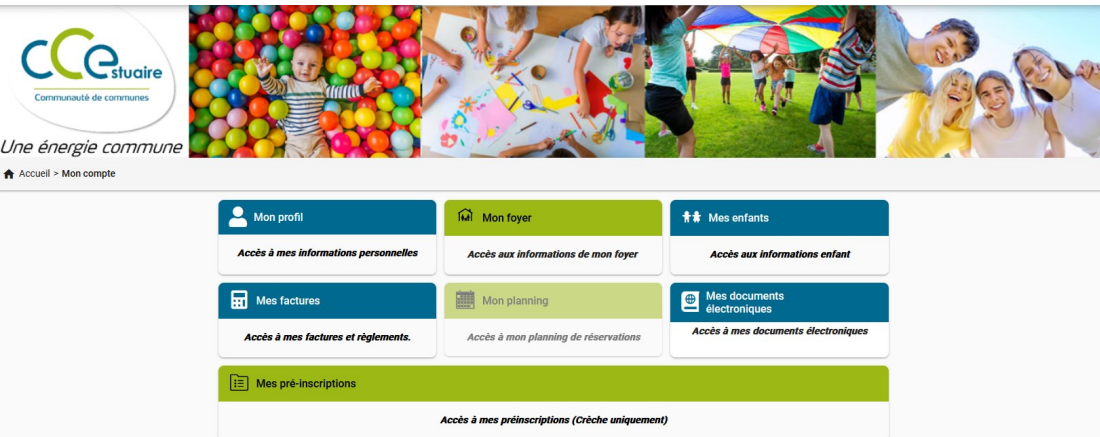 CCestuaire
Communauté de communes
Une énergie commune
Accueil > Mon compte
Mon profil
Accès à mes informations personnelles
Mon foyer
Accès aux informations de mon foyer
Mes enfants
Accès aux informations enfant
Mes factures
Accès à mes factures et règlements.
Mon planning
Accès à mon planning de réservations
Mes documents
électroniques
Accès à mes documents électroniques
Mes pré-inscriptions
Accès à mes préinscriptions (Crèche uniquement)